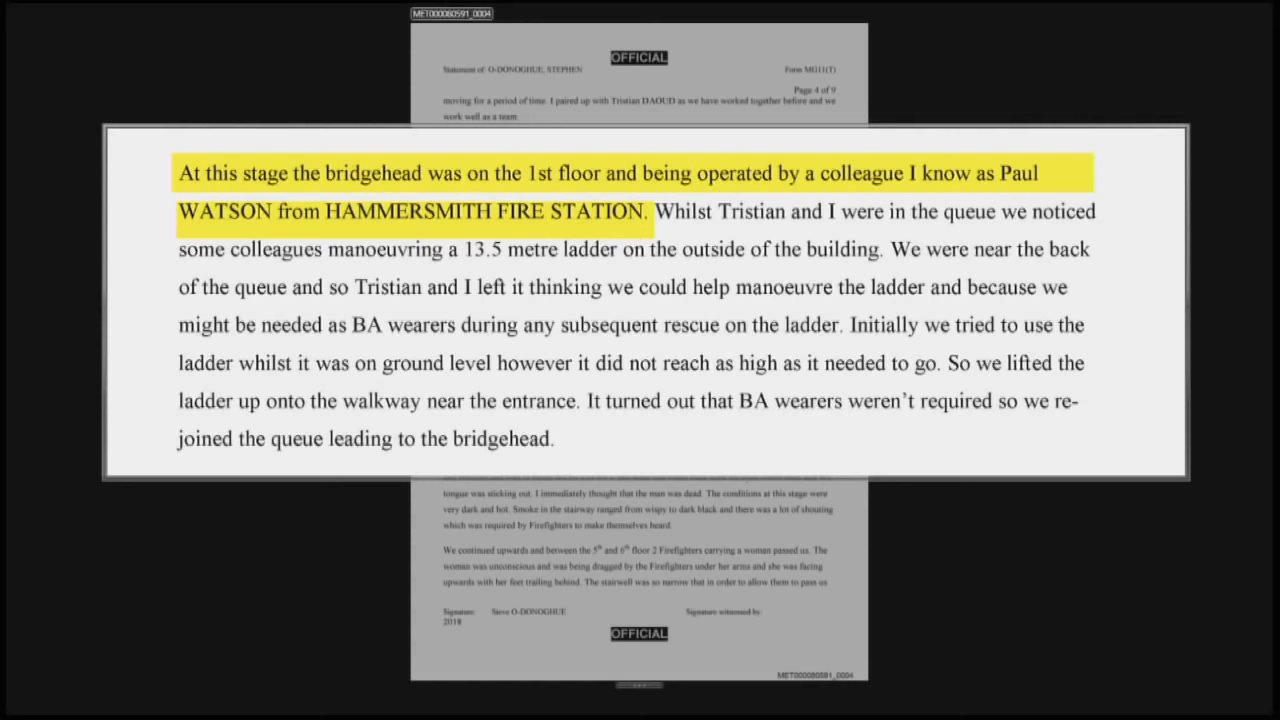 MET000080591_0004
OFFICIAL
Statement of: O-DONOGHUE, STEPHEN
Form MG11(T)
Page 4 of 9
moving for a period of time. I paired up with Tristian DAOUD as we have worked together before and we
work well as a team.
At this stage the bridgehead was on the 1st floor and being operated by a colleague I know as Paul
WATSON from HAMMERSMITH FIRE STATION. Whilst Tristian and I were in the queue we noticed
some colleagues manoeuvring a 13.5 metre ladder on the outside of the building. We were near the back
of the queue and so Tristian and I left it thinking we could help manoeuvre the ladder and because we
might be needed as BA wearers during any subsequent rescue on the ladder. Initially we tried to use the
ladder whilst it was on ground level however it did not reach as high as it needed to go. So we lifted the
ladder up onto the walkway near the entrance. It turned out that BA wearers weren't required so we re-
joined the queue leading to the bridgehead.
tongue was sticking out. I immediately thought that the man was dead. The conditions at this stage were
very dark and hot. Smoke in the stairway ranged from wispy to dark black and there was a lot of shouting
which was required by Firefighters to make themselves heard.
We continued upwards and between the 5th and 6th floor 2 Firefighters carrying a woman passed us. The
woman was unconscious and was being dragged by the Firefighters under her arms and she was facing
upwards with her feet trailing behind. The stairwell was so narrow that in order to allow them to pass us
Signature: Steve O-DONOGHUE
Signature witnessed by:
2018
OFFICIAL
MET000080591_0004